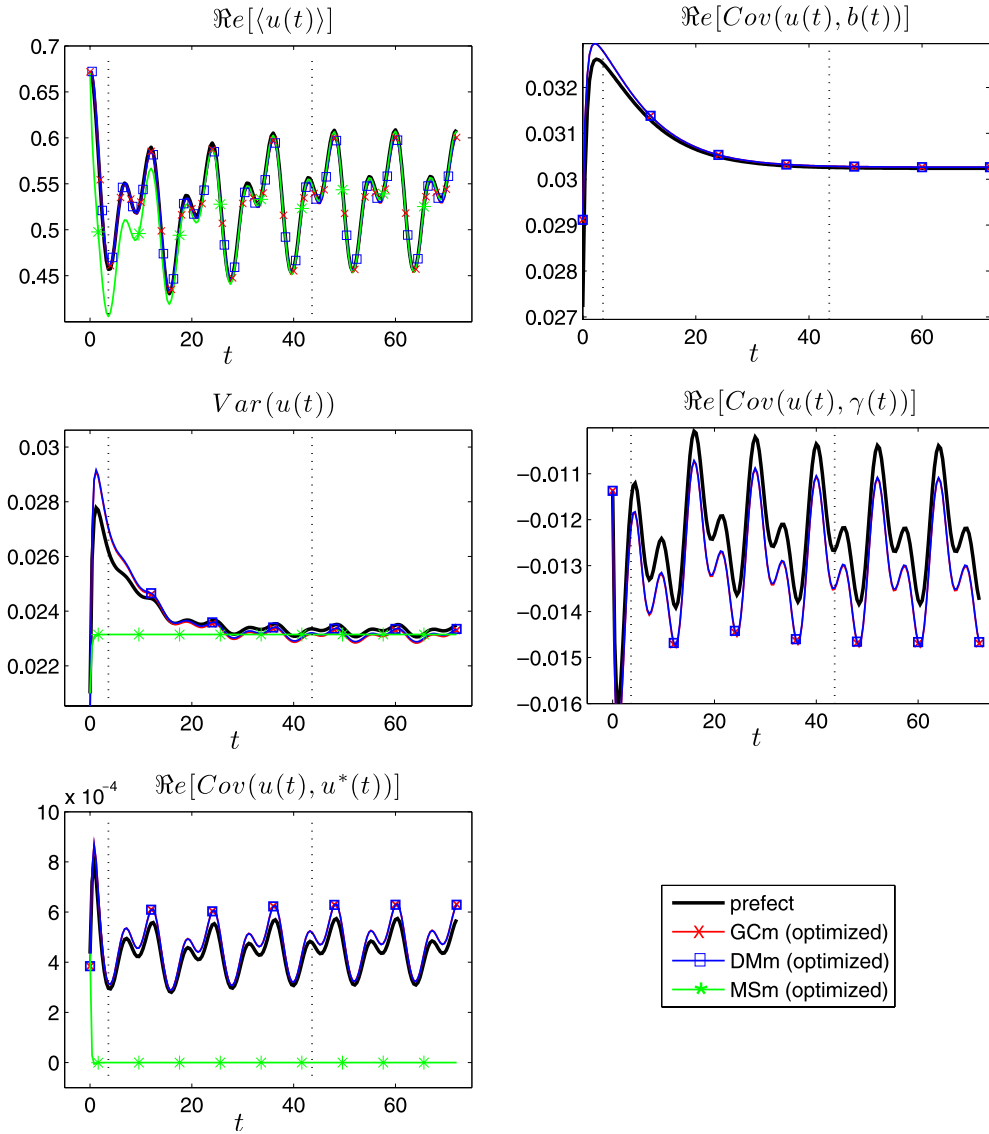 ℜe[⟨u(t)⟩]
0.7
0.65
0.6
0.55
0.5
0.45
0 20 40 60
t
ℜe[Cov(u(t), b(t))]
0.032
0.031
0.03
0.029
0.028
0.027
0 20 40 60
t
Var(u(t))
0.03
0.028
0.026
0.024
0.022
0 20 40 60
t
ℜe[Cov(u(t), γ(t))]
−0.011
−0.012
−0.013
−0.014
−0.015
−0.016
0 20 40 60
t
ℜe[Cov(u(t), u*(t))]
x 10⁻⁴
10
8
6
4
2
0
0 20 40 60
t
prefect
GCm (optimized)
DMm (optimized)
MSm (optimized)